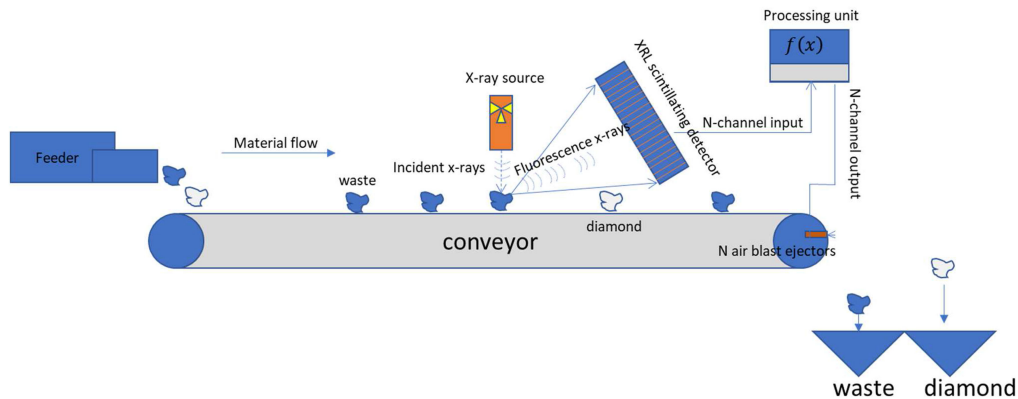 Processing unit
f(x)
X-ray source
XRL scintillating detector
N-channel input
N-channel output
Feeder
Material flow
Incident x-rays
Fluorescence x-rays
waste
diamond
conveyor
N air blast ejectors
waste
diamond